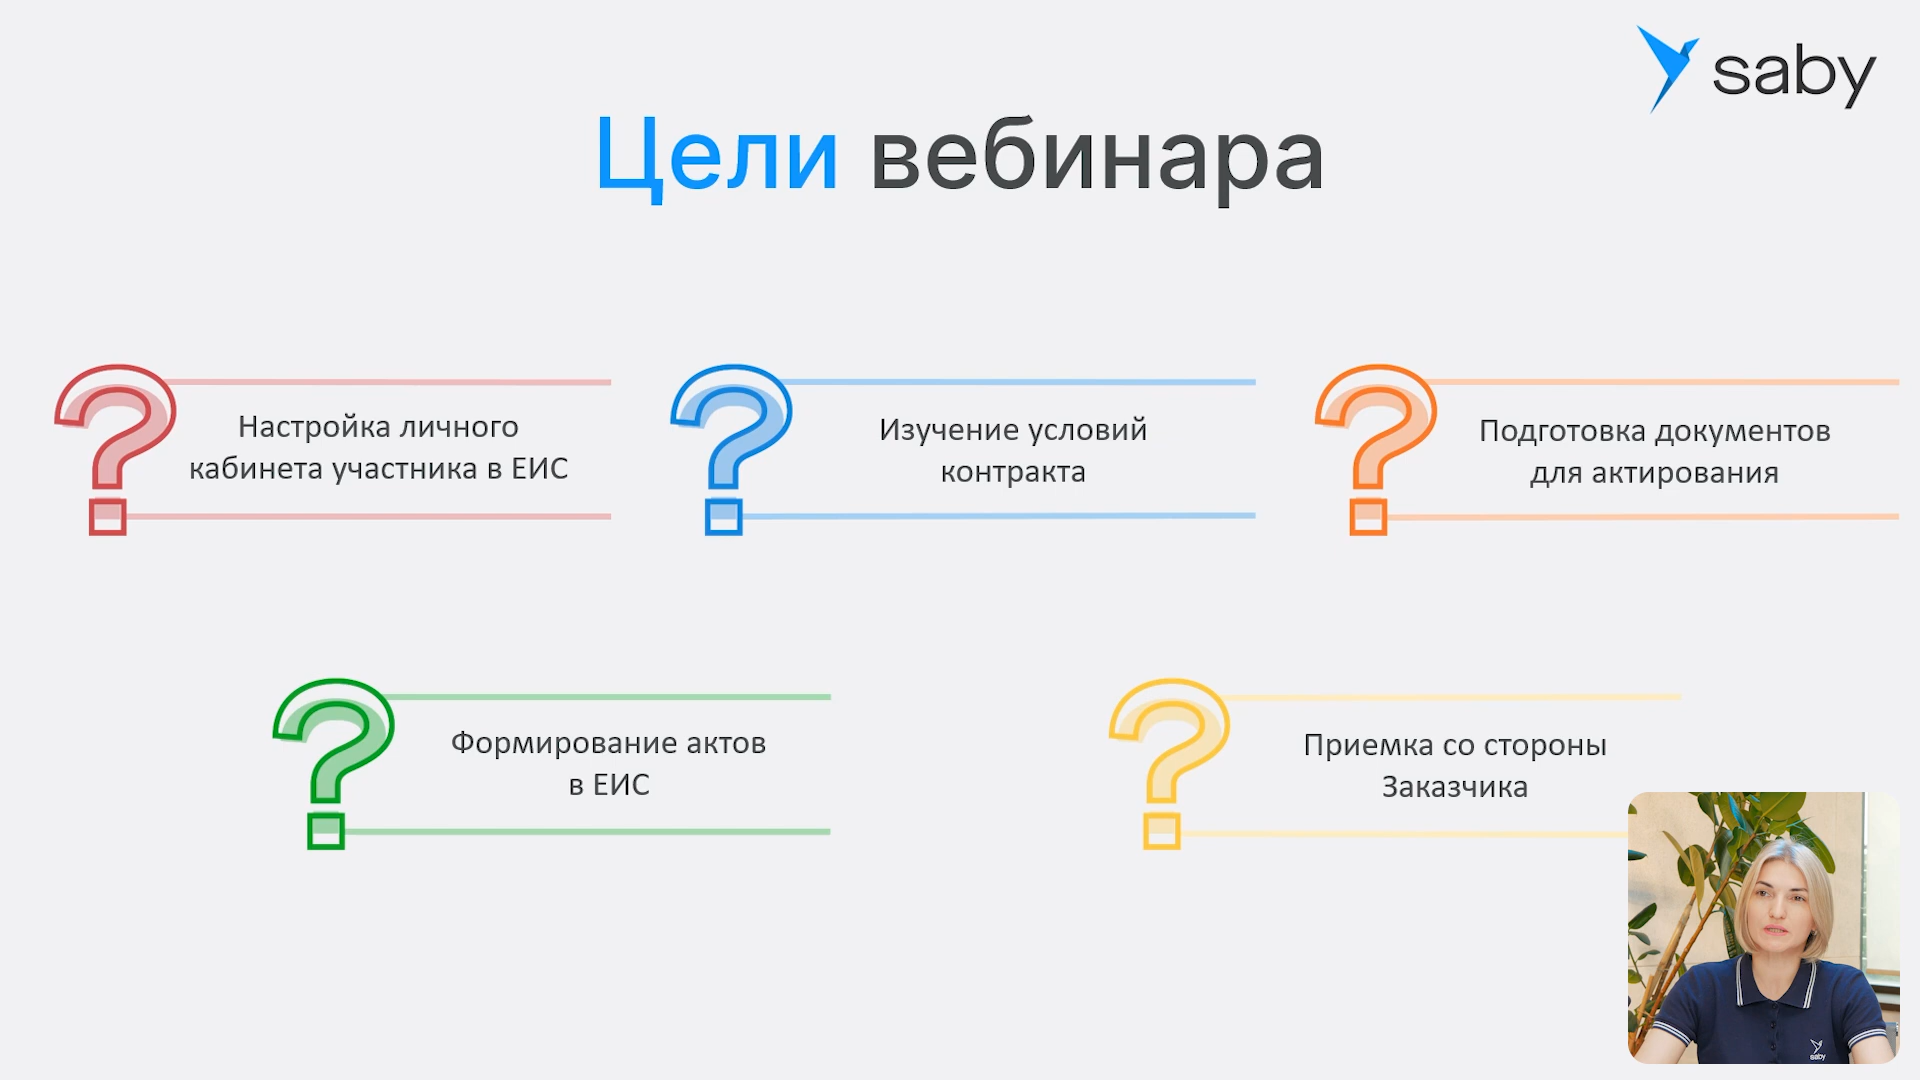 saby
Цели вебинара
Настройка личного
кабинета участника в ЕИС
Изучение условий
контракта
Подготовка документов
для актирования
Формирование актов
в ЕИС
Приемка со стороны
Заказчика
saby